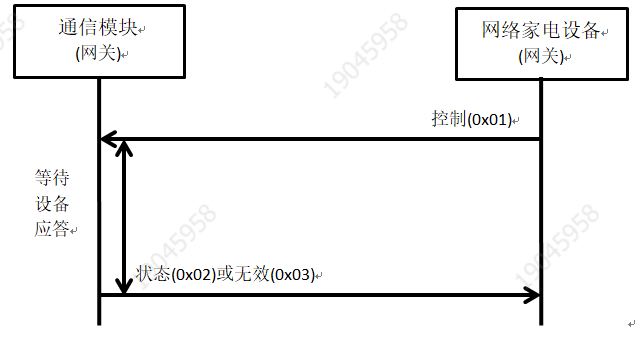 通信模块
(网关)
网络家电设备
(网关)
控制(0x01)
等待
设备
应答
状态(0x02)或无效(0x03)
19045958
19045958
19045958